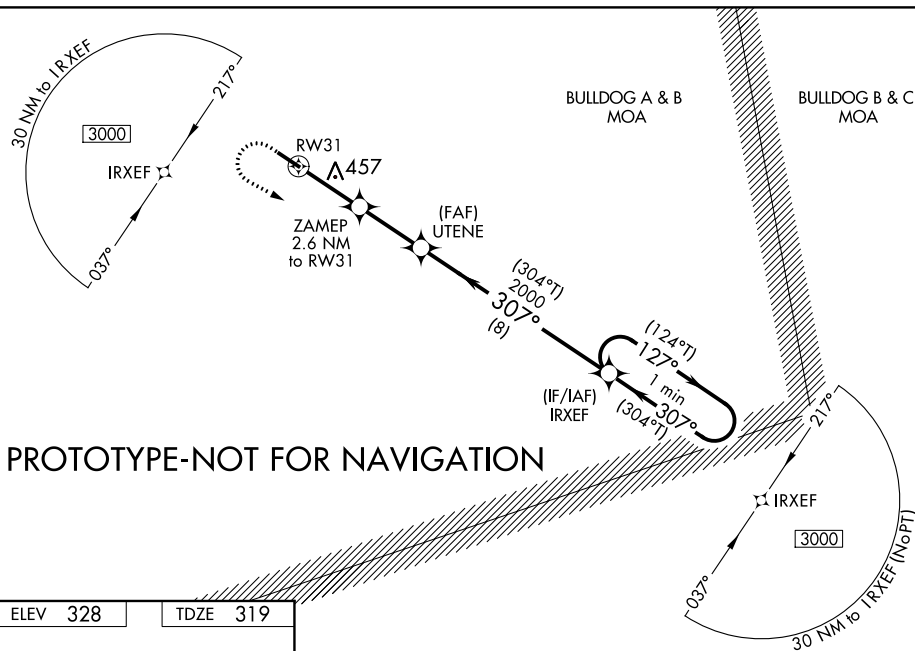 30 NM to IRXEF
217°
3000
IRXEF
037°
BULLDOG A & B
MOA
BULLDOG B & C
MOA
RW31
457
ZAMEP
2.6 NM
to RW31
(FAF)
UTENE
(304°T)
2000
307°
(8)
(124°T)
127°
1 min
307°
(304°T)
(IF/IAF)
IRXEF
PROTOTYPE-NOT FOR NAVIGATION
217°
IRXEF
3000
037°
30 NM to IRXEF (NoPT)
ELEV 328
TDZE 319